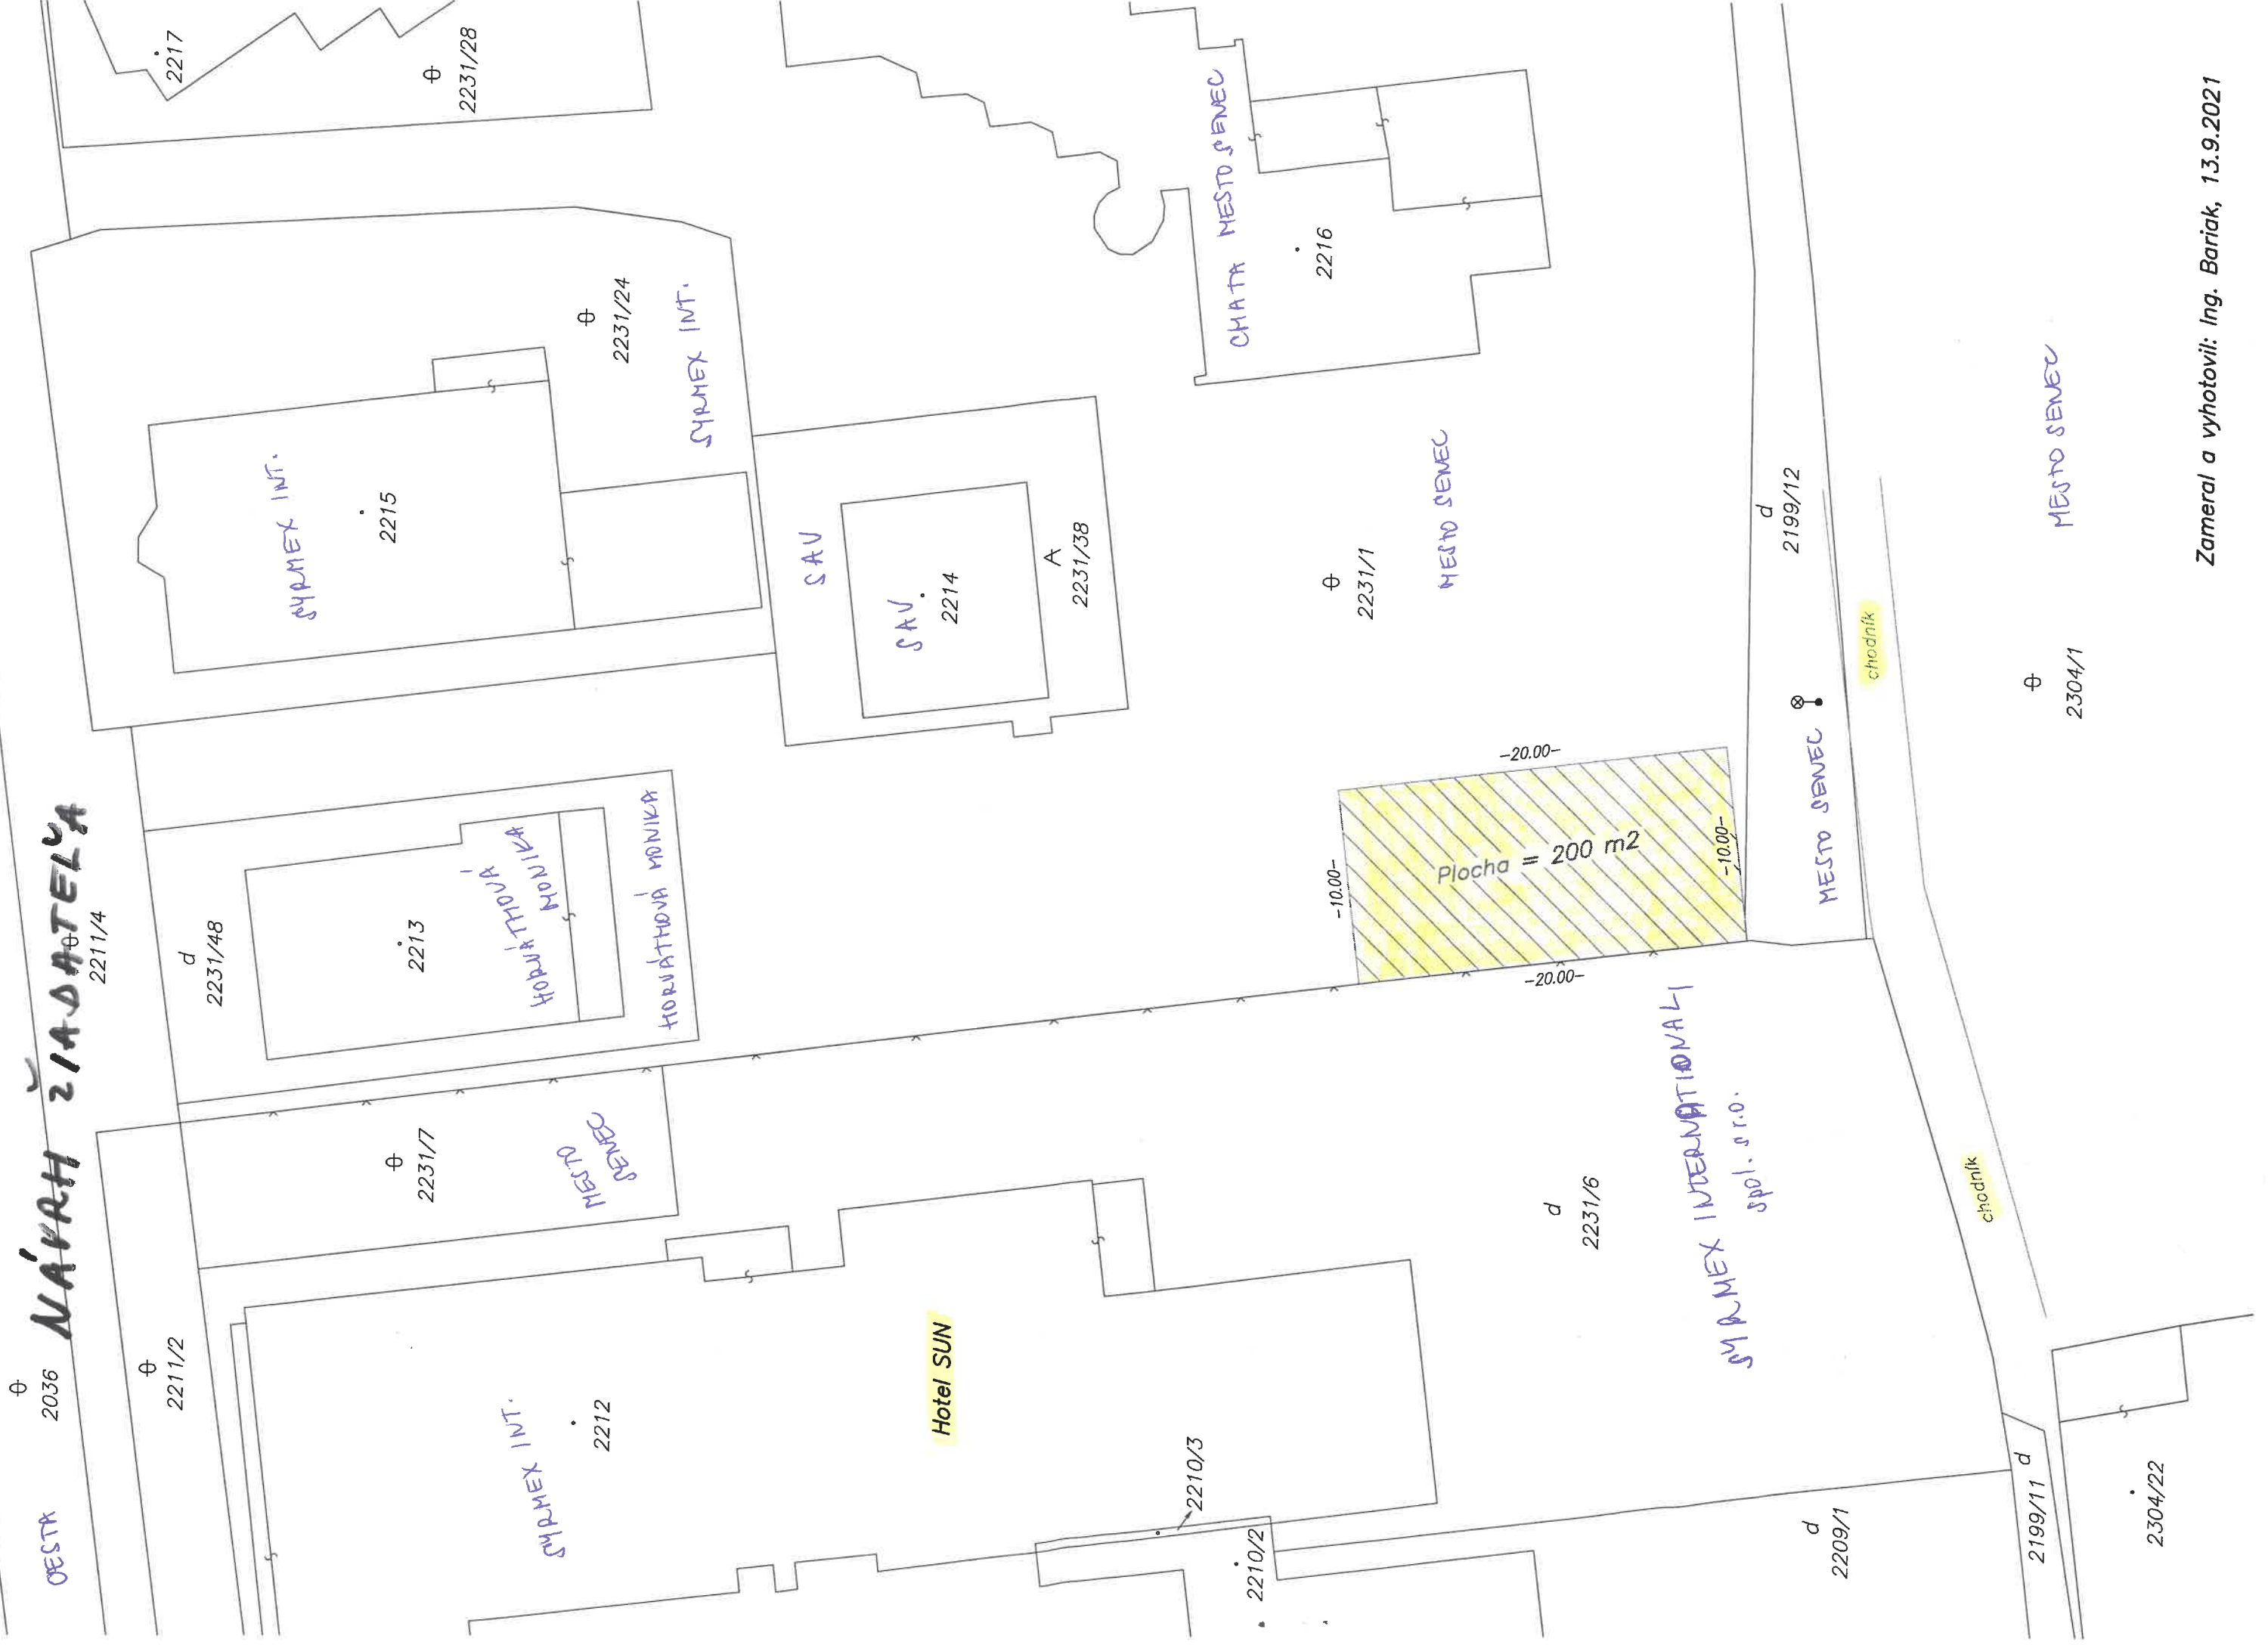 NÁVRH ŽIADATEĽA
CESTA
2036
2211/4
2211/2
2217
2231/28
SYRMEX INT.
2215
2231/24
SYRMEX INT.
d
2231/48
2213
HORVÁTHOVÁ
MONIKA
HORVÁTHOVÁ MONIKA
2231/7
MESTO
SENEC
SYRMEX INT.
2212
Hotel SUN
SAV
SAV
2214
A
2231/38
CHATA MESTO SENEC
2216
2231/1
MESTO SENEC
-10.00-
-20.00-
Plocha = 200 m2
-10.00-
-20.00-
2210/3
2210/2
d
2231/6
SYRMEX INTERNATIONAL
spol. s r.o.
d
2199/12
MESTO SENEC
chodník
chodník
MESTO SENEC
2304/1
d
2209/1
d
2199/11
2304/22
Zameral a vyhotovil: Ing. Bariak, 13.9.2021